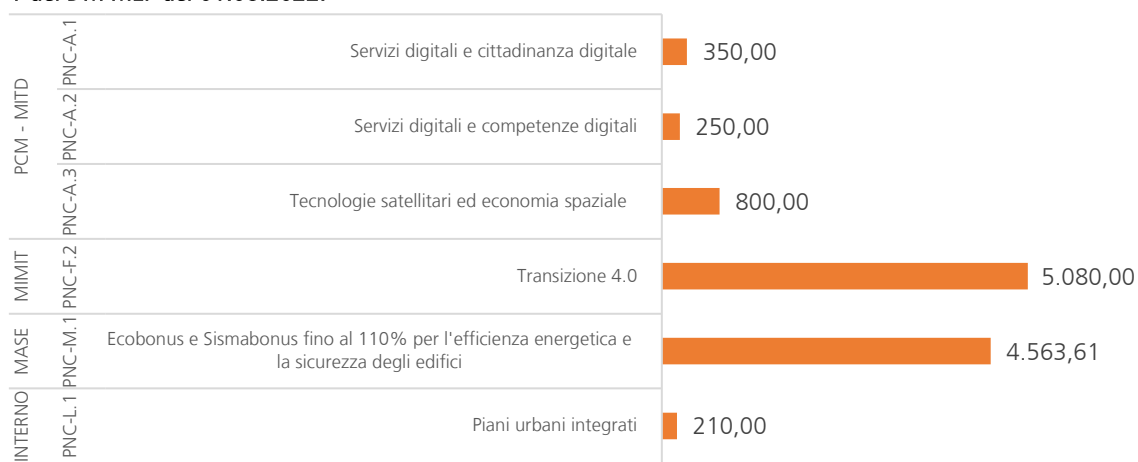 PCM - MITD
PNC-A.1
Servizi digitali e cittadinanza digitale
350,00
PNC-A.2
Servizi digitali e competenze digitali
250,00
PNC-A.3
Tecnologie satellitari ed economia spaziale
800,00
MIMIT
PNC-F.2
Transizione 4.0
5.080,00
MASE
PNC-M.1
Ecobonus e Sismabonus fino al 110% per l'efficienza energetica e
la sicurezza degli edifici
4.563,61
INTERNO
PNC-L.1
Piani urbani integrati
210,00